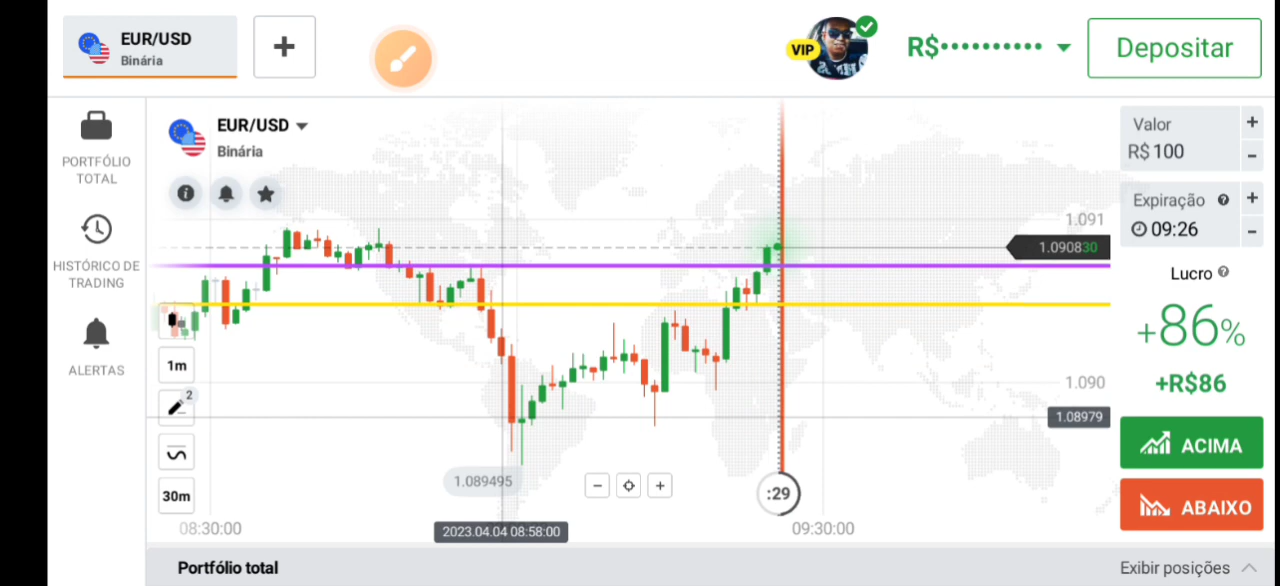 EUR/USD
Binária
+
VIP
R$••••••••••
Depositar
PORTFÓLIO
TOTAL
HISTÓRICO DE
TRADING
ALERTAS
EUR/USD
Binária
1m
2
30m
1.091
1.090830
1.090
1.08979
1.089495
:29
08:30:00
2023.04.04 08:58:00
09:30:00
Valor
R$ 100
+
-
Expiração
09:26
+
-
Lucro
+86%
+R$86
ACIMA
ABAIXO
Portfólio total
Exibir posições